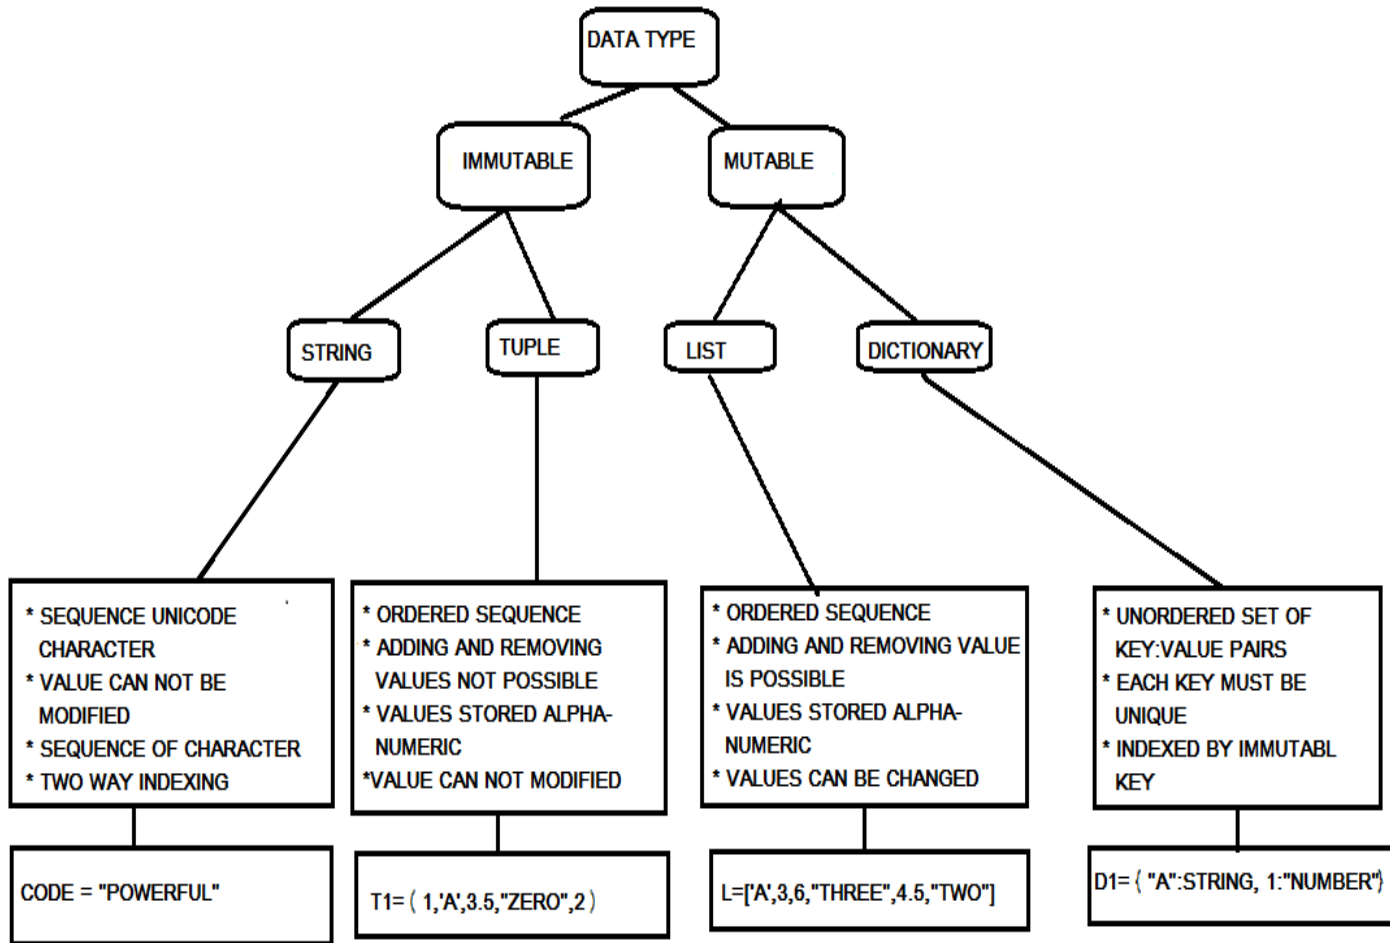 DATA TYPE
IMMUTABLE
MUTABLE
STRING
TUPLE
LIST
DICTIONARY
* SEQUENCE UNICODE
CHARACTER
* VALUE CAN NOT BE
MODIFIED
* SEQUENCE OF CHARACTER
* TWO WAY INDEXING
* ORDERED SEQUENCE
* ADDING AND REMOVING
VALUES NOT POSSIBLE
* VALUES STORED ALPHA-
NUMERIC
*VALUE CAN NOT MODIFIED
* ORDERED SEQUENCE
* ADDING AND REMOVING VALUE
IS POSSIBLE
* VALUES STORED ALPHA-
NUMERIC
* VALUES CAN BE CHANGED
* UNORDERED SET OF
KEY:VALUE PAIRS
* EACH KEY MUST BE
UNIQUE
* INDEXED BY IMMUTABL
KEY
CODE = "POWERFUL"
T1= ( 1,'A',3.5,"ZERO",2 )
L=['A',3,6,"THREE",4.5,"TWO"]
D1= { "A":STRING, 1:"NUMBER"}